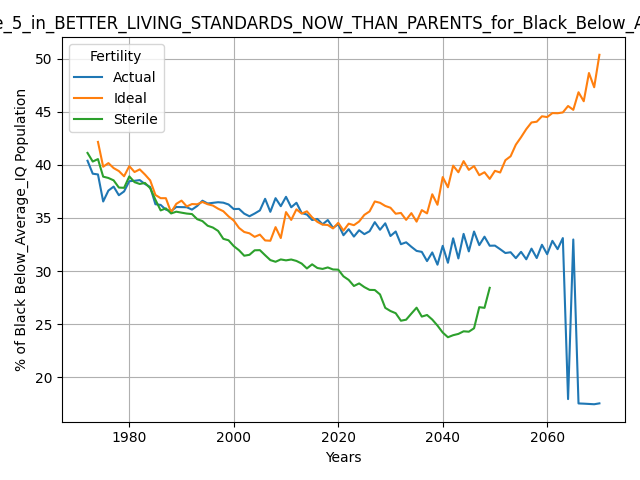 e_5_in_BETTER_LIVING_STANDARDS_NOW_THAN_PARENTS_for_Black_Below_A
Fertility
Actual
Ideal
Sterile
50
45
40
35
30
25
20
% of Black Below_Average_IQ Population
1980
2000
2020
2040
2060
Years